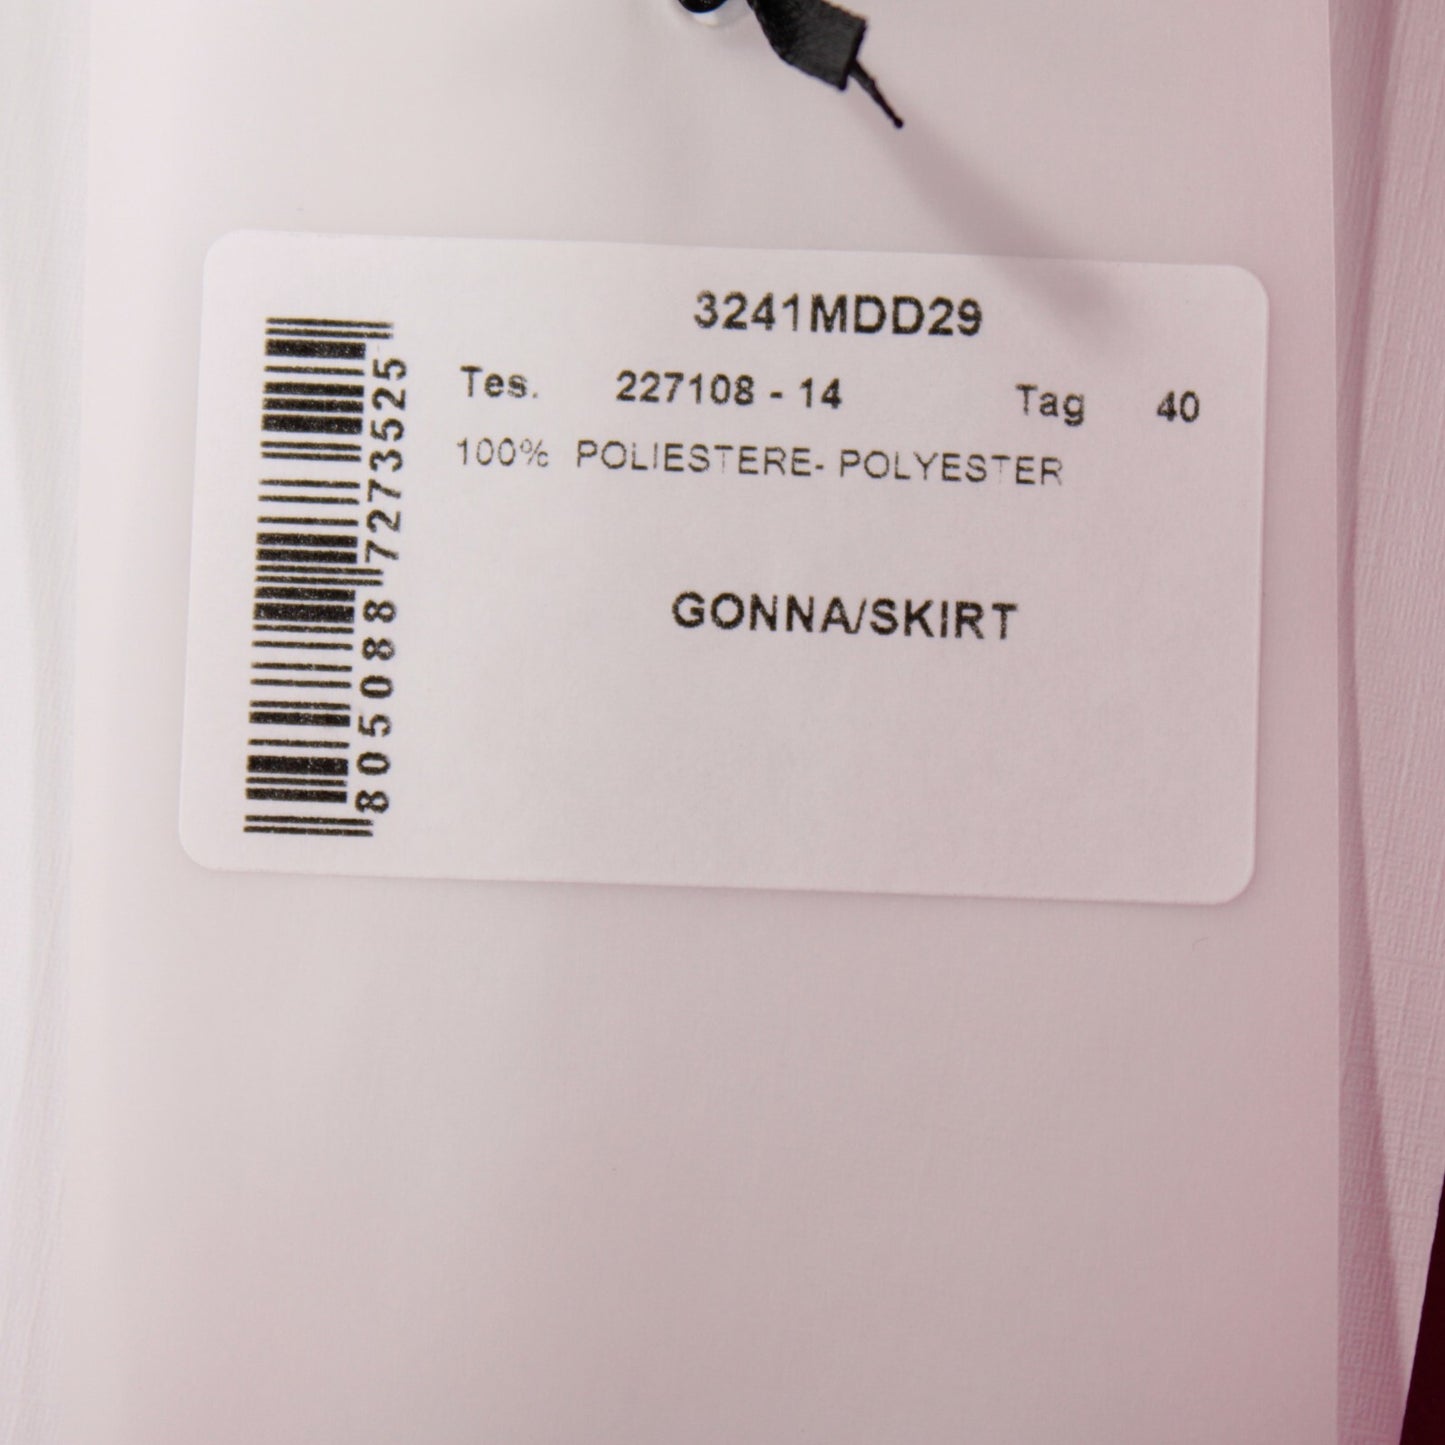 3241MDD29
Tes. 227108 - 14 Tag 40
100% POLIESTERE- POLYESTER
GONNA/SKIRT
8050887273525